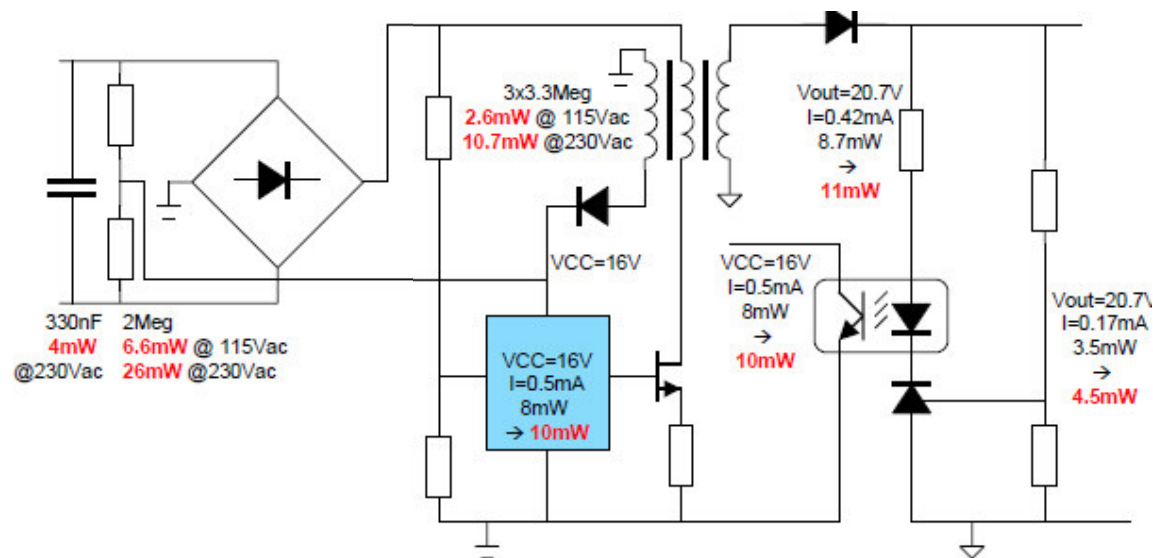 3x3.3Meg
2.6mW @ 115Vac
10.7mW @230Vac
Vout=20.7V
I=0.42mA
8.7mW
→
11mW
VCC=16V
VCC=16V
I=0.5mA
8mW
→
10mW
330nF
4mW
@230Vac
2Meg
6.6mW @ 115Vac
26mW @230Vac
VCC=16V
I=0.5mA
8mW
→ 10mW
Vout=20.7V
I=0.17mA
3.5mW
→
4.5mW